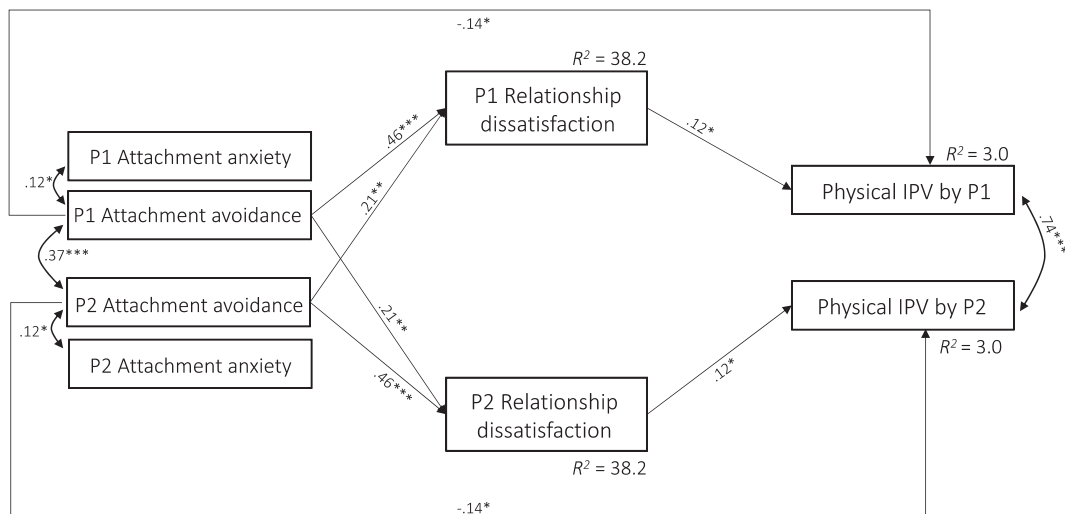 -.14*
R² = 38.2
P1 Relationship
dissatisfaction
.46***
.12*
P1 Attachment anxiety
.12*
R² = 3.0
.21**
Physical IPV by P1
P1 Attachment avoidance
.37***
.74***
P2 Attachment avoidance
Physical IPV by P2
.21**
.12*
R² = 3.0
P2 Attachment anxiety
.46***
.12*
P2 Relationship
dissatisfaction
R² = 38.2
-.14*